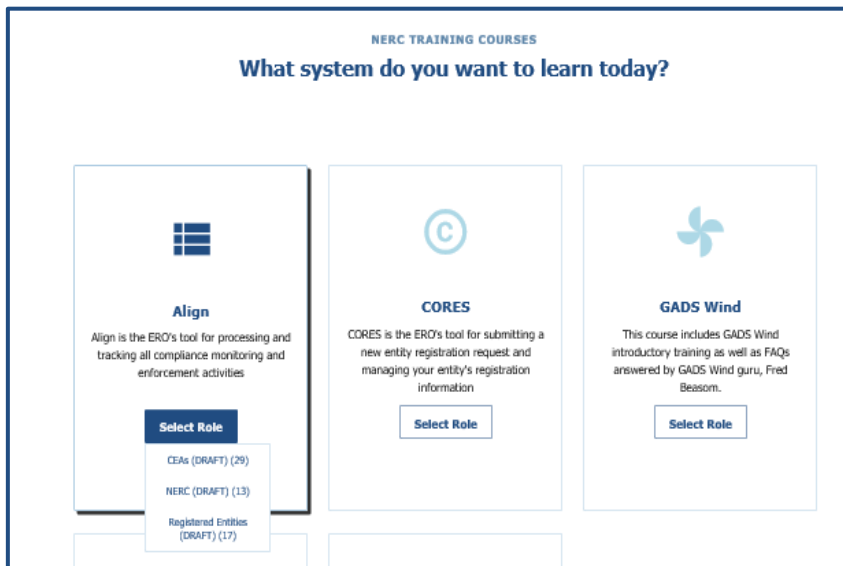 NERC TRAINING COURSES
What system do you want to learn today?
Align
Align is the ERO's tool for processing and
tracking all compliance monitoring and
enforcement activities
Select Role
CEAs (DRAFT) (29)
NERC (DRAFT) (13)
Registered Entities
(DRAFT) (17)
C
CORES
CORES is the ERO's tool for submitting a
new entity registration request and
managing your entity's registration
information
Select Role
GADS Wind
This course includes GADS Wind
introductory training as well as FAQs
answered by GADS Wind guru, Fred
Beasom.
Select Role